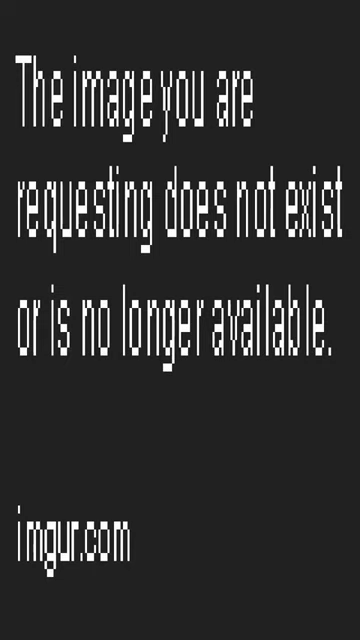 The image you are
requesting does not exist
or is no longer available.
imgur.com